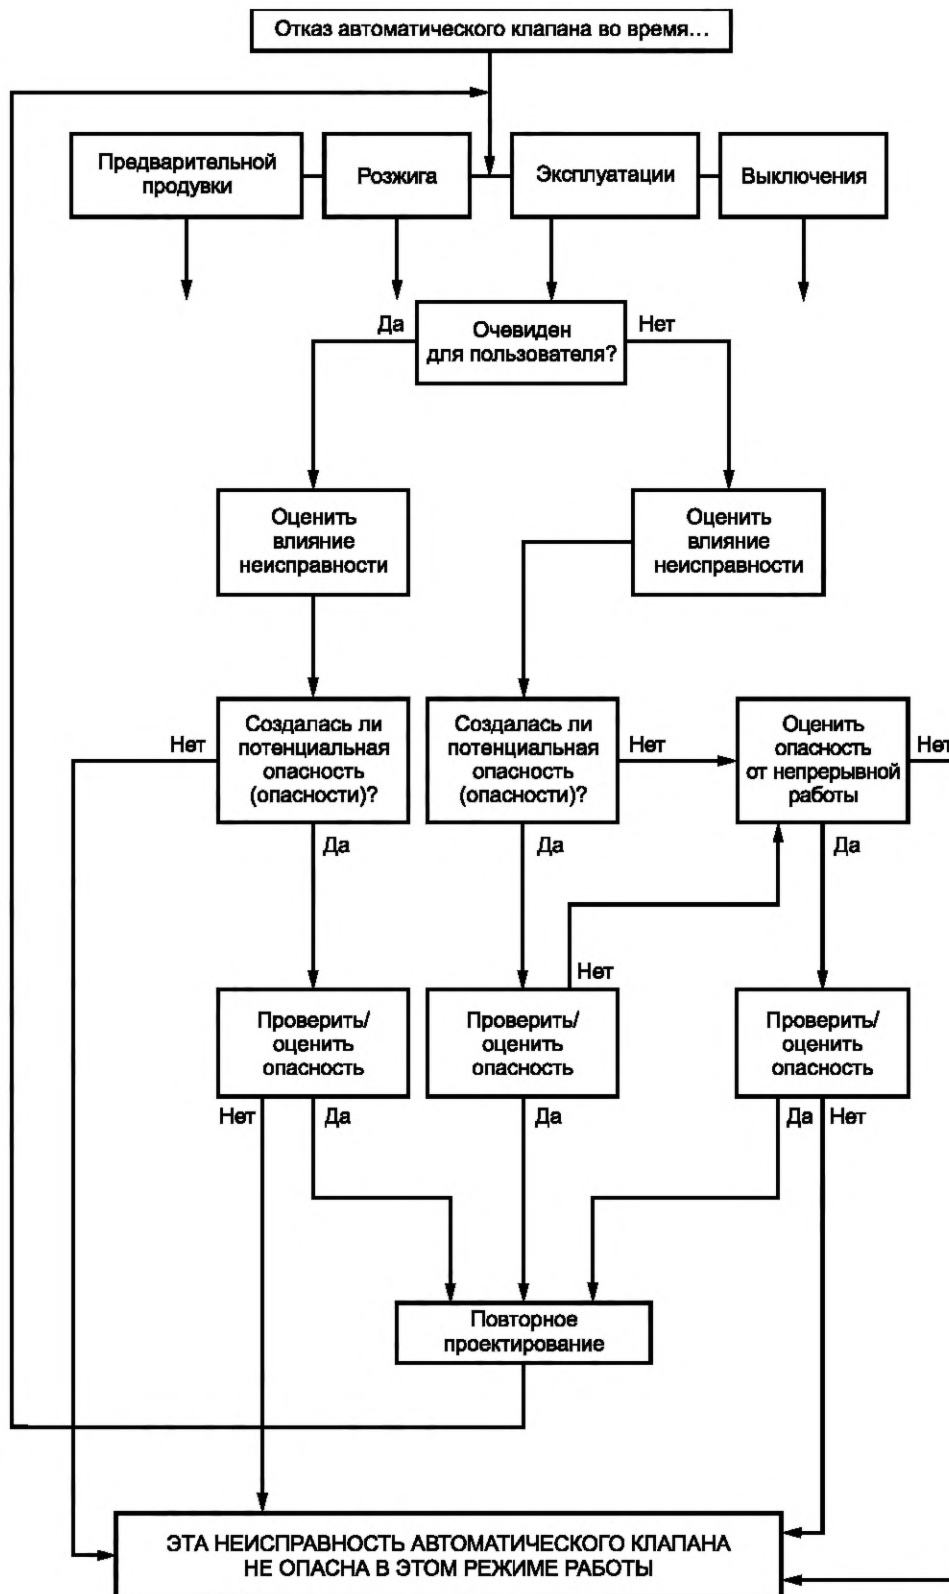 Отказ автоматического клапана во время...
Предварительной
продувки
Розжига
Эксплуатации
Выключения
Да
Очевиден
для пользователя?
Нет
Оценить
влияние
неисправности
Оценить
влияние
неисправности
Нет
Создалась ли
потенциальная
опасность
(опасности)?
Создалась ли
потенциальная
опасность
(опасности)?
Нет
Оценить
опасность
от непрерывной
работы
Нет
Да
Да
Да
Нет
Проверить/
оценить
опасность
Проверить/
оценить
опасность
Проверить/
оценить
опасность
Нет
Да
Да
Да
Нет
Повторное
проектирование
ЭТА НЕИСПРАВНОСТЬ АВТОМАТИЧЕСКОГО КЛАПАНА
НЕ ОПАСНА В ЭТОМ РЕЖИМЕ РАБОТЫ